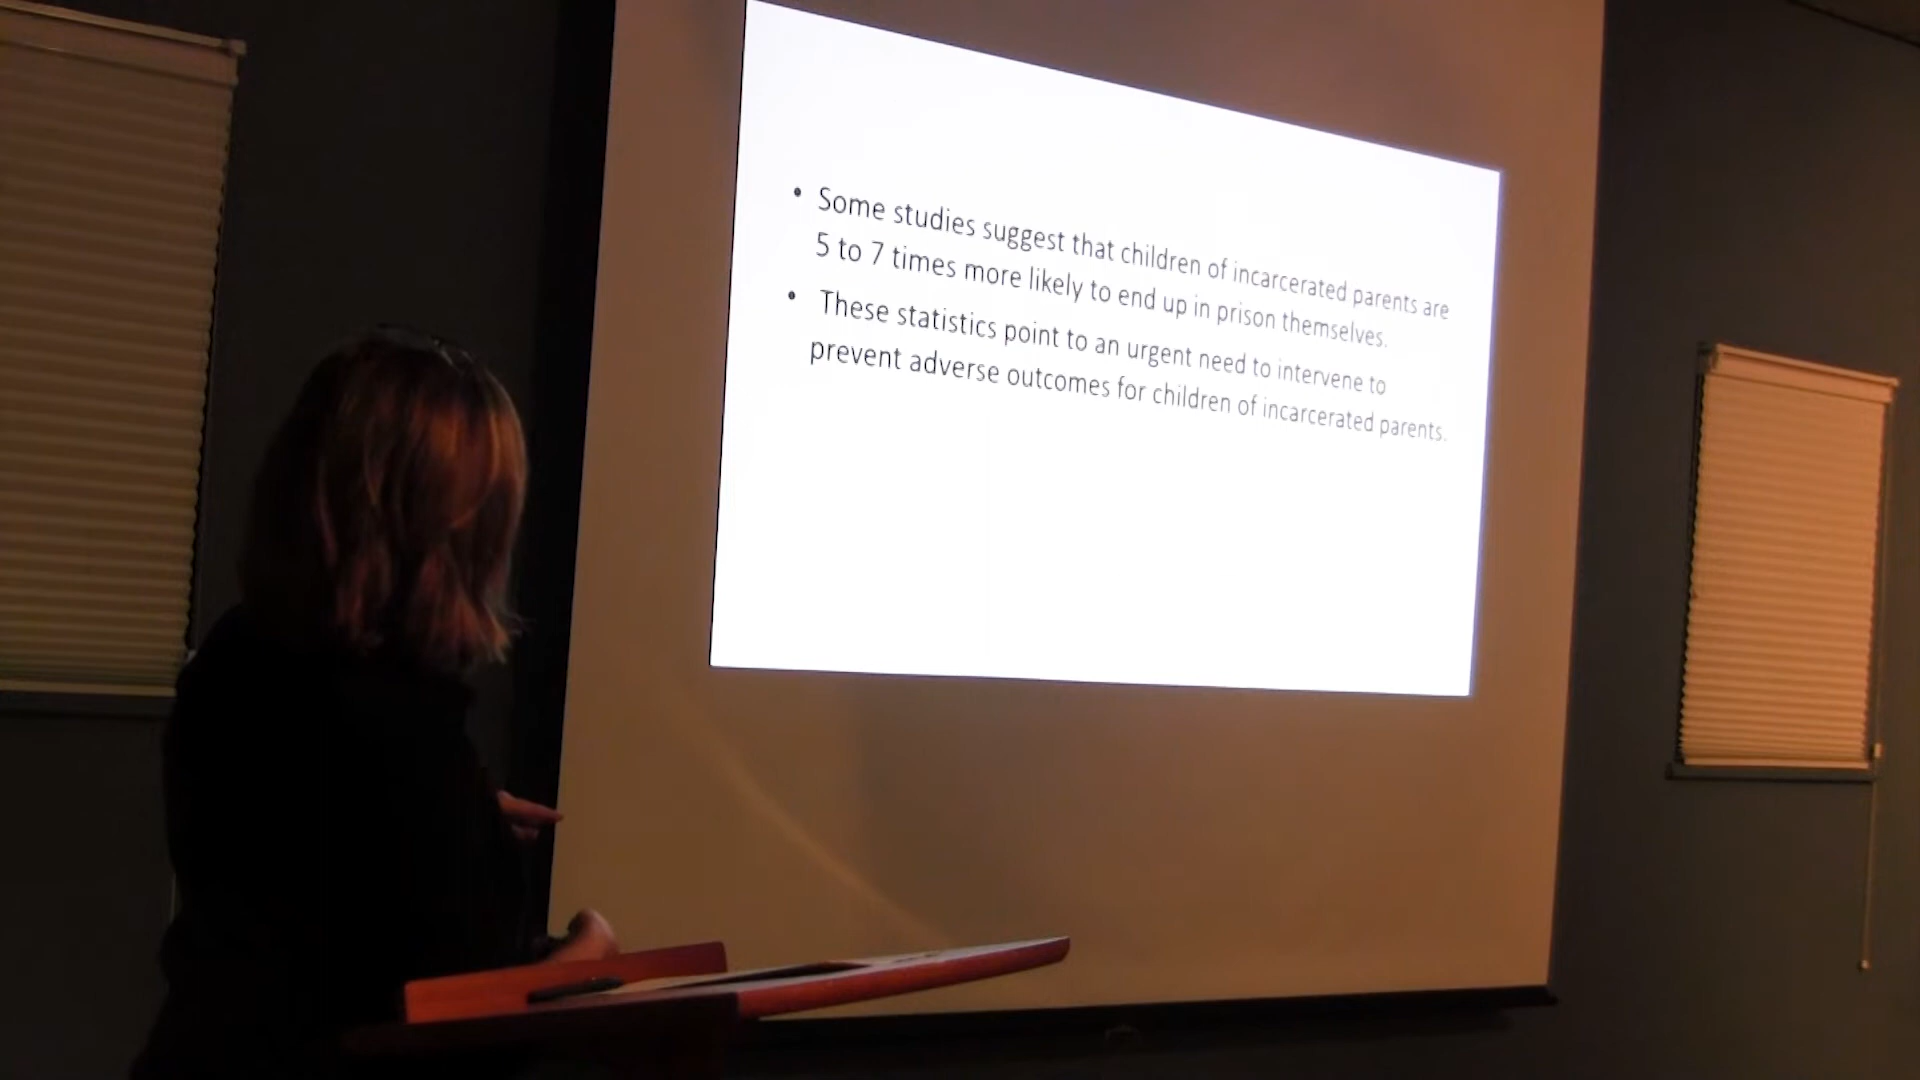 • Some studies suggest that children of incarcerated parents are
5 to 7 times more likely to end up in prison themselves.
• These statistics point to an urgent need to intervene to
prevent adverse outcomes for children of incarcerated parents.